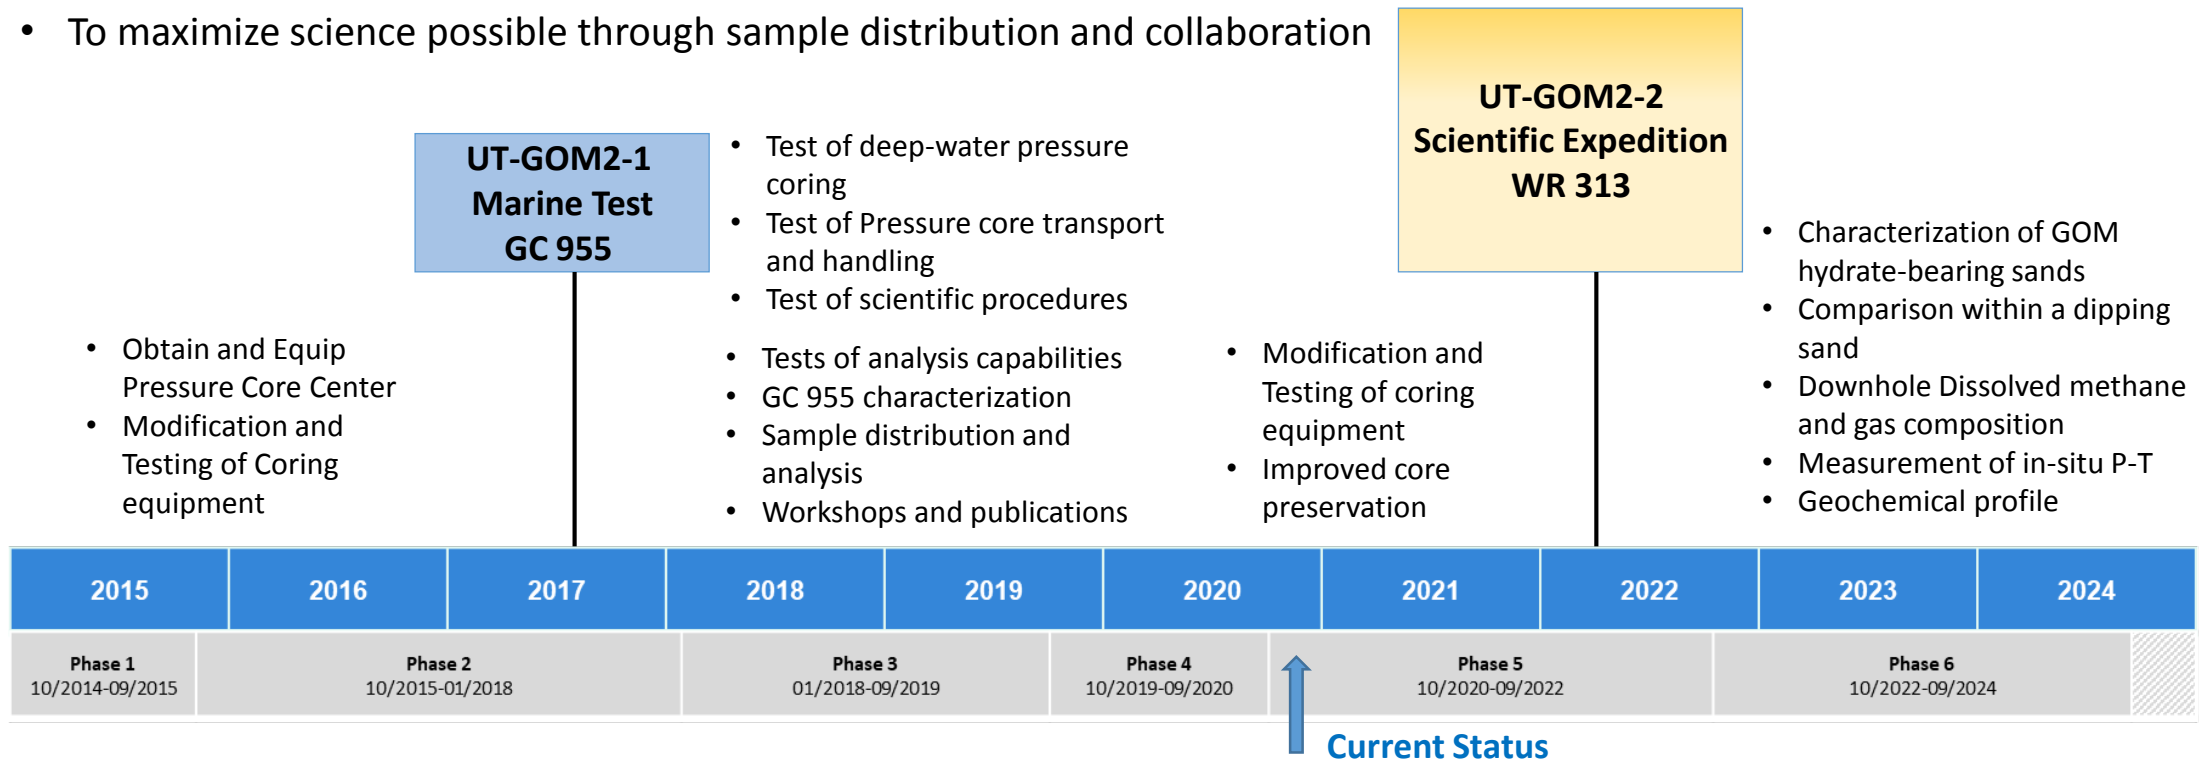 • To maximize science possible through sample distribution and collaboration
UT-GOM2-1
Marine Test
GC 955
• Test of deep-water pressure
coring
• Test of Pressure core transport
and handling
• Test of scientific procedures
UT-GOM2-2
Scientific Expedition
WR 313
• Obtain and Equip
Pressure Core Center
• Modification and
Testing of Coring
equipment
• Tests of analysis capabilities
• GC 955 characterization
• Sample distribution and
analysis
• Workshops and publications
• Modification and
Testing of coring
equipment
• Improved core
preservation
• Characterization of GOM
hydrate-bearing sands
• Comparison within a dipping
sand
• Downhole Dissolved methane
and gas composition
• Measurement of in-situ P-T
• Geochemical profile
2015 2016 2017 2018 2019 2020 2021 2022 2023 2024
Phase 1
10/2014-09/2015
Phase 2
10/2015-01/2018
Phase 3
01/2018-09/2019
Phase 4
10/2019-09/2020
Phase 5
10/2020-09/2022
Phase 6
10/2022-09/2024
Current Status